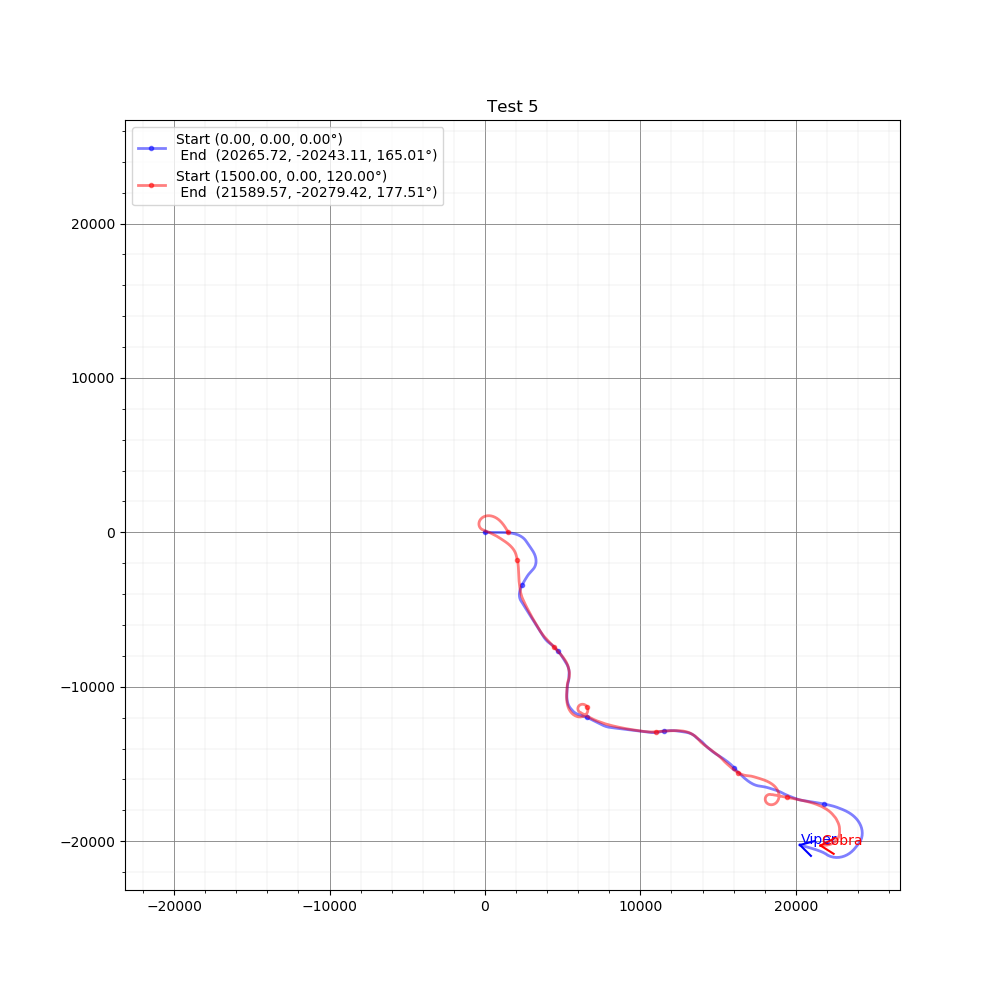 Test 5
Start (0.00, 0.00, 0.00°)
End  (20265.72, -20243.11, 165.01°)
Start (1500.00, 0.00, 120.00°)
End  (21589.57, -20279.42, 177.51°)
20000
10000
0
−10000
−20000
Viper
Cobra
−20000
−10000
0
10000
20000